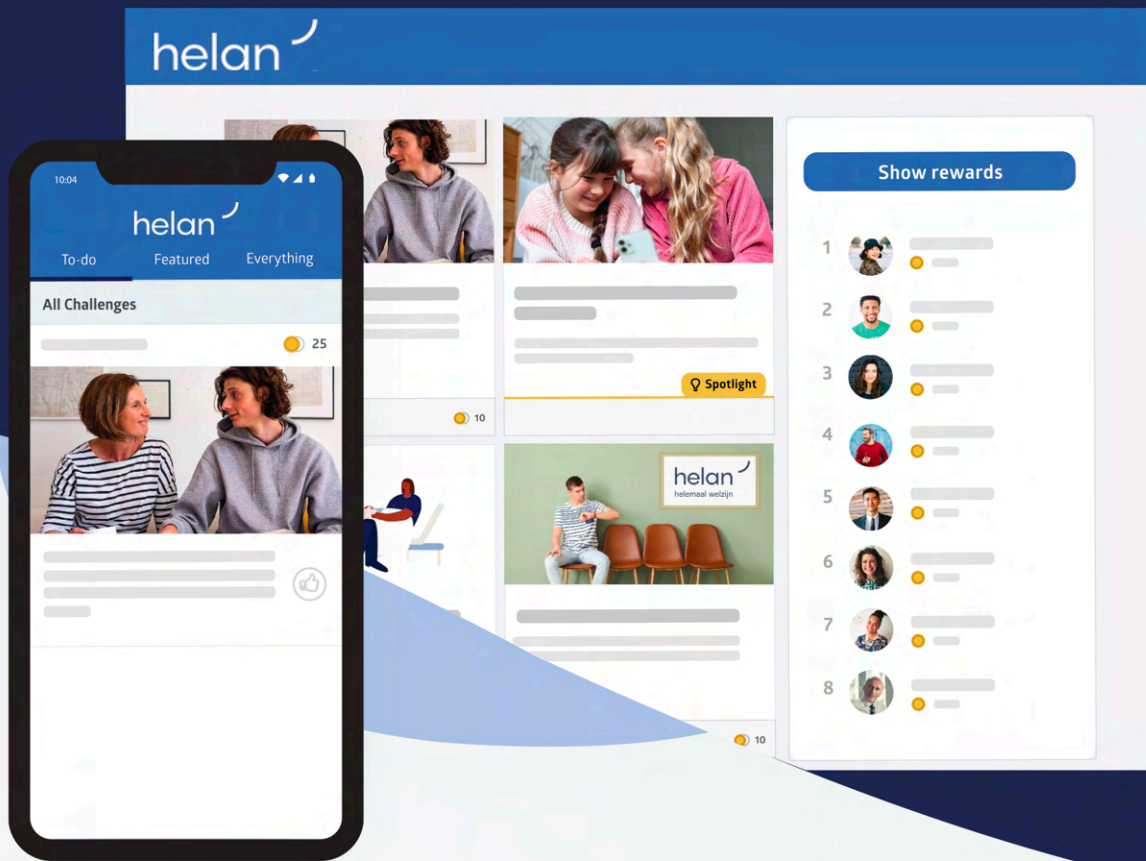 helan
10:04
helan
To-do Featured Everything
All Challenges
25
10
Spotlight
helan
helemaal welzijn
10
Show rewards
1
2
3
4
5
6
7
8